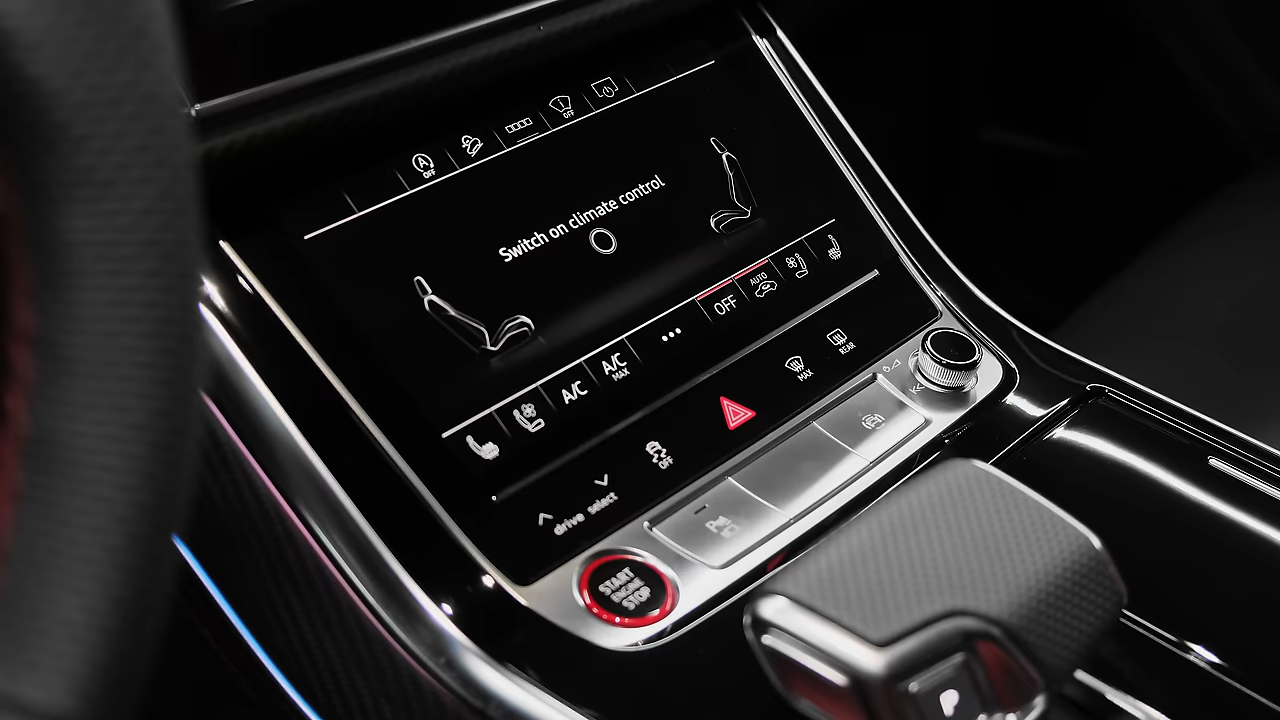 A
OFF
OFF
Switch on climate control
AUTO
OFF
A/C
MAX
A/C
REAR
MAX
OFF
drive select
P
START
ENGINE
STOP
P